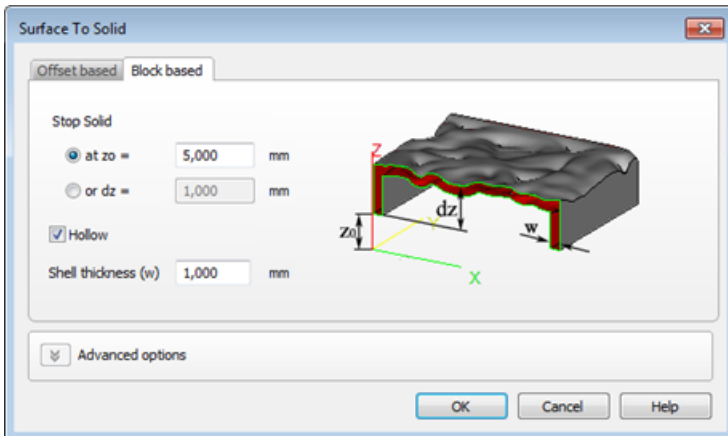 Surface To Solid
Offset based Block based
Stop Solid
at zo = 5,000 mm
or dz = 1,000 mm
Hollow
Shell thickness (w) 1,000 mm
Z
dz
Y
Z0
w
X
Advanced options
OK Cancel Help